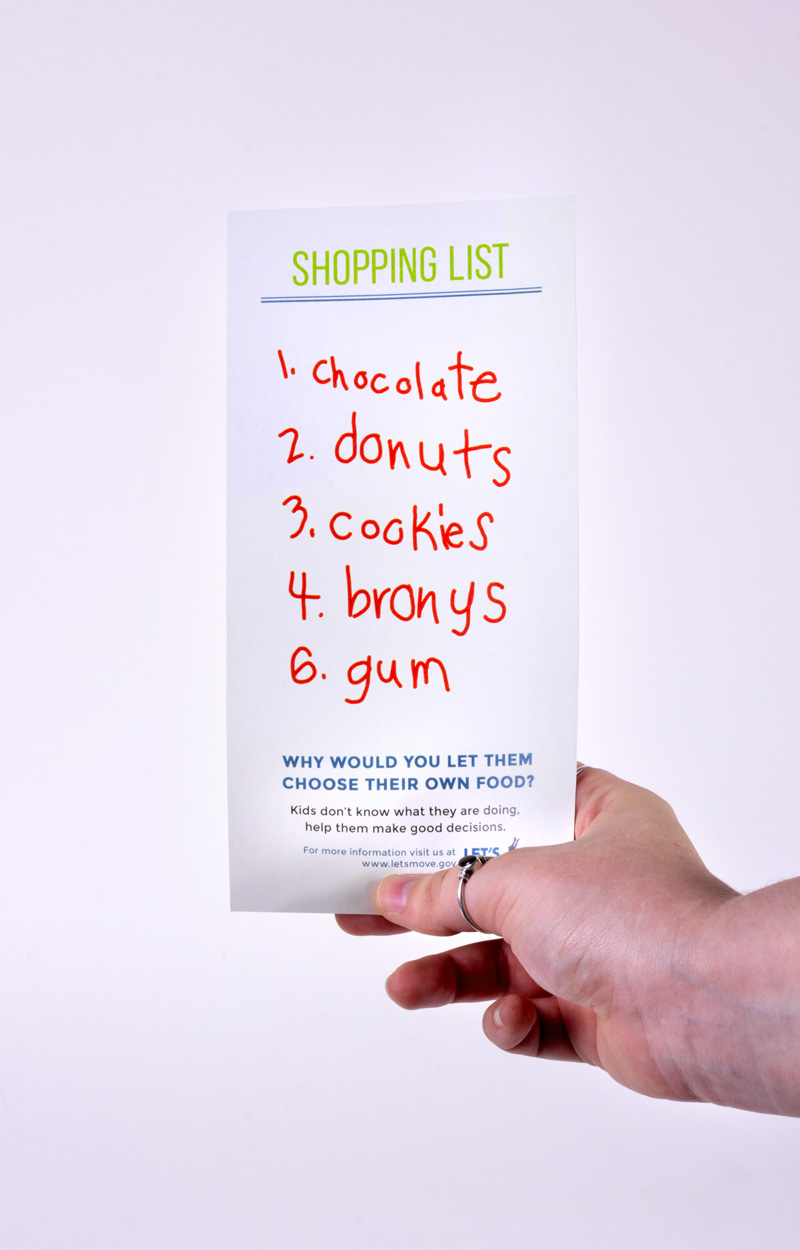 SHOPPING LIST
1. chocolate
2. donuts
3. cookies
4. bronys
6. gum
WHY WOULD YOU LET THEM
CHOOSE THEIR OWN FOOD?
Kids don't know what they are doing,
help them make good decisions.
For more information visit us at
www.letsmove.gov
LET'S